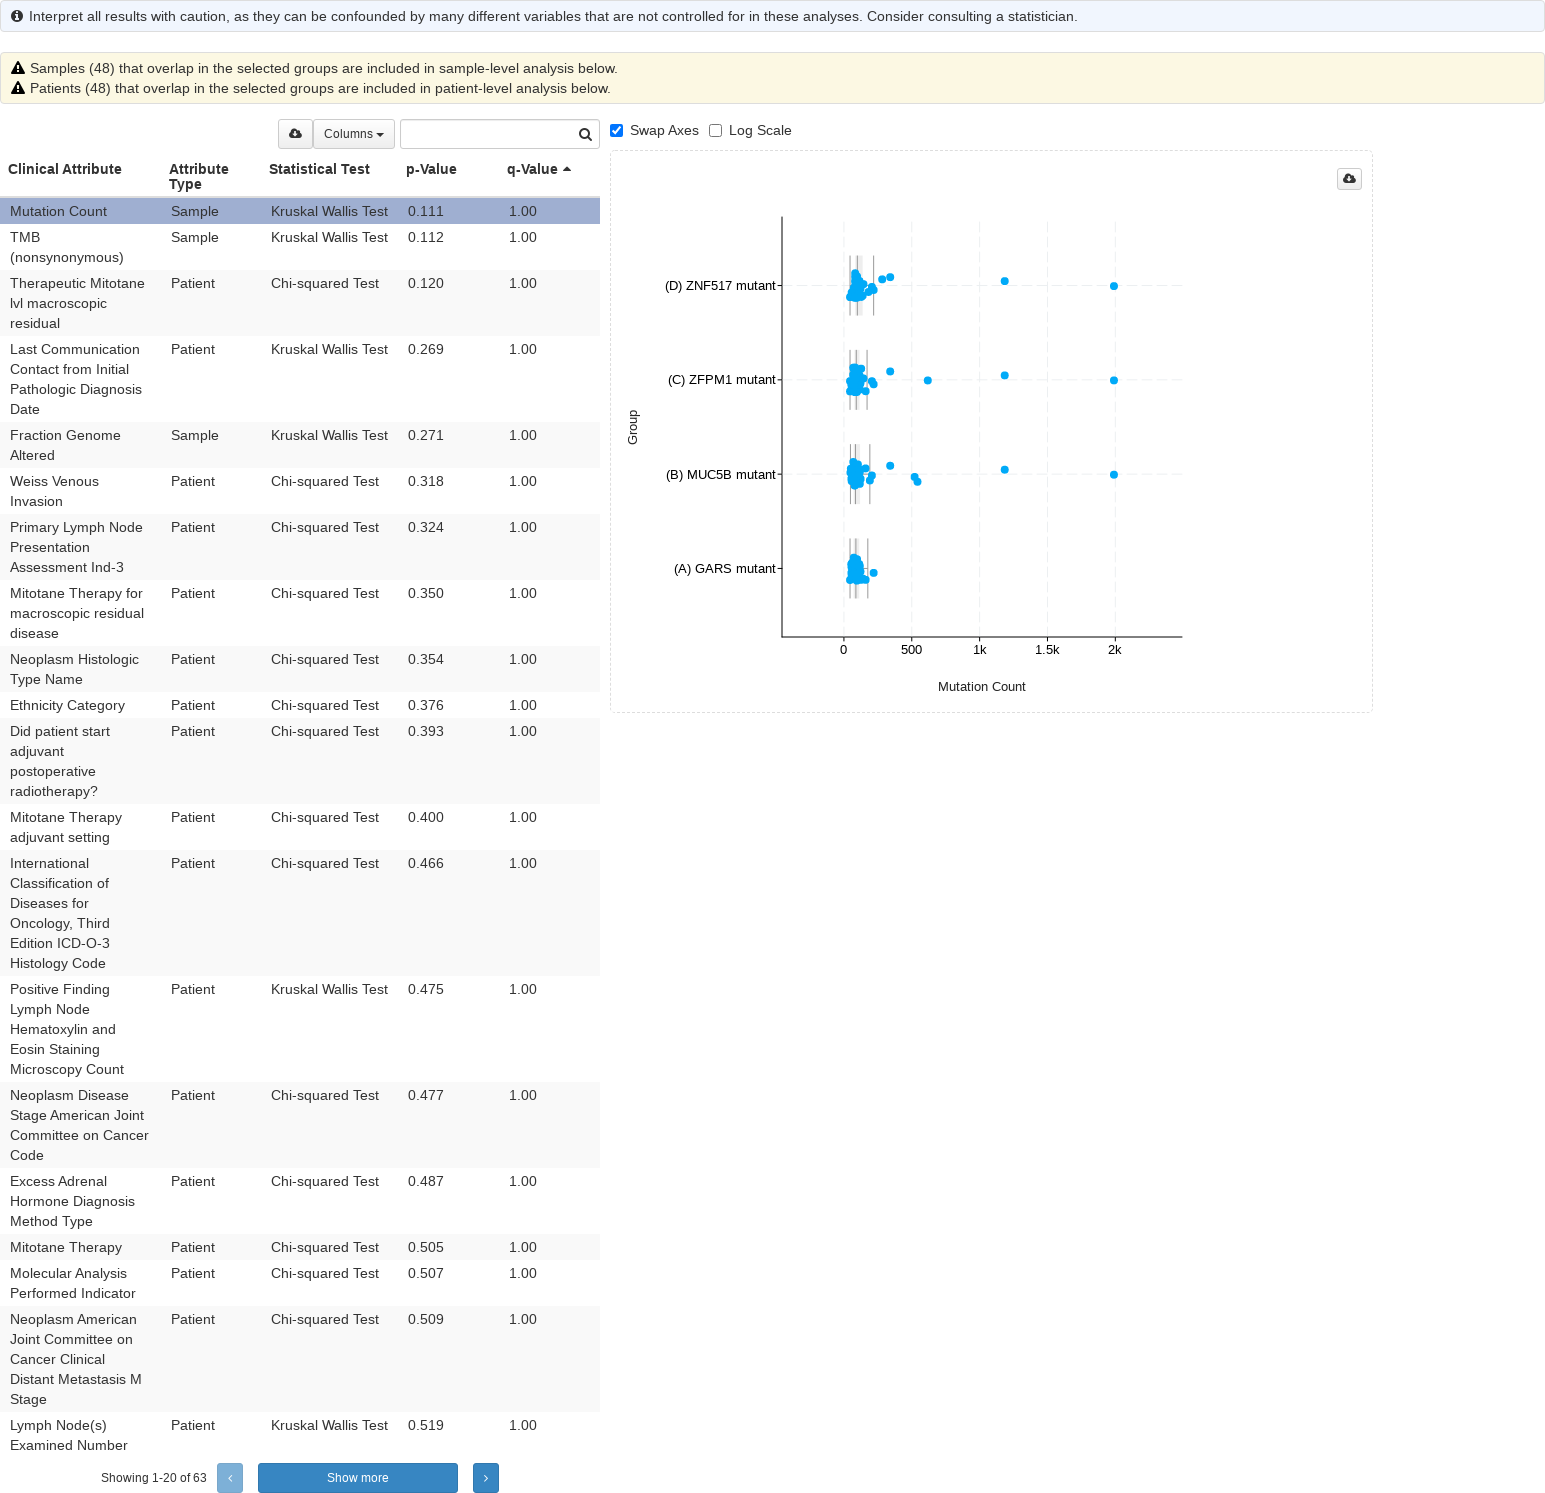 Interpret all results with caution, as they can be confounded by many different variables that are not controlled for in these analyses. Consider consulting a statistician.
Samples (48) that overlap in the selected groups are included in sample-level analysis below.
Patients (48) that overlap in the selected groups are included in patient-level analysis below.
Columns
Clinical Attribute Attribute Type Statistical Test p-Value q-Value
Mutation Count Sample Kruskal Wallis Test 0.111 1.00
TMB Sample Kruskal Wallis Test 0.112 1.00
(nonsynonymous)
Therapeutic Mitotane Patient Chi-squared Test 0.120 1.00
lvl macroscopic
residual
Last Communication Patient Kruskal Wallis Test 0.269 1.00
Contact from Initial
Pathologic Diagnosis
Date
Fraction Genome Sample Kruskal Wallis Test 0.271 1.00
Altered
Weiss Venous Patient Chi-squared Test 0.318 1.00
Invasion
Primary Lymph Node Patient Chi-squared Test 0.324 1.00
Presentation
Assessment Ind-3
Mitotane Therapy for Patient Chi-squared Test 0.350 1.00
macroscopic residual
disease
Neoplasm Histologic Patient Chi-squared Test 0.354 1.00
Type Name
Ethnicity Category Patient Chi-squared Test 0.376 1.00
Did patient start Patient Chi-squared Test 0.393 1.00
adjuvant
postoperative
radiotherapy?
Mitotane Therapy Patient Chi-squared Test 0.400 1.00
adjuvant setting
International Patient Chi-squared Test 0.466 1.00
Classification of
Diseases for
Oncology, Third
Edition ICD-O-3
Histology Code
Positive Finding Patient Kruskal Wallis Test 0.475 1.00
Lymph Node
Hematoxylin and
Eosin Staining
Microscopy Count
Neoplasm Disease Patient Chi-squared Test 0.477 1.00
Stage American Joint
Committee on Cancer
Code
Excess Adrenal Patient Chi-squared Test 0.487 1.00
Hormone Diagnosis
Method Type
Mitotane Therapy Patient Chi-squared Test 0.505 1.00
Molecular Analysis Patient Chi-squared Test 0.507 1.00
Performed Indicator
Neoplasm American Patient Chi-squared Test 0.509 1.00
Joint Committee on
Cancer Clinical
Distant Metastasis M
Stage
Lymph Node(s) Patient Kruskal Wallis Test 0.519 1.00
Examined Number
Showing 1-20 of 63
Show more
Swap Axes Log Scale
(D) ZNF517 mutant
(C) ZFPM1 mutant
(B) MUC5B mutant
(A) GARS mutant
Group
0 500 1k 1.5k 2k
Mutation Count